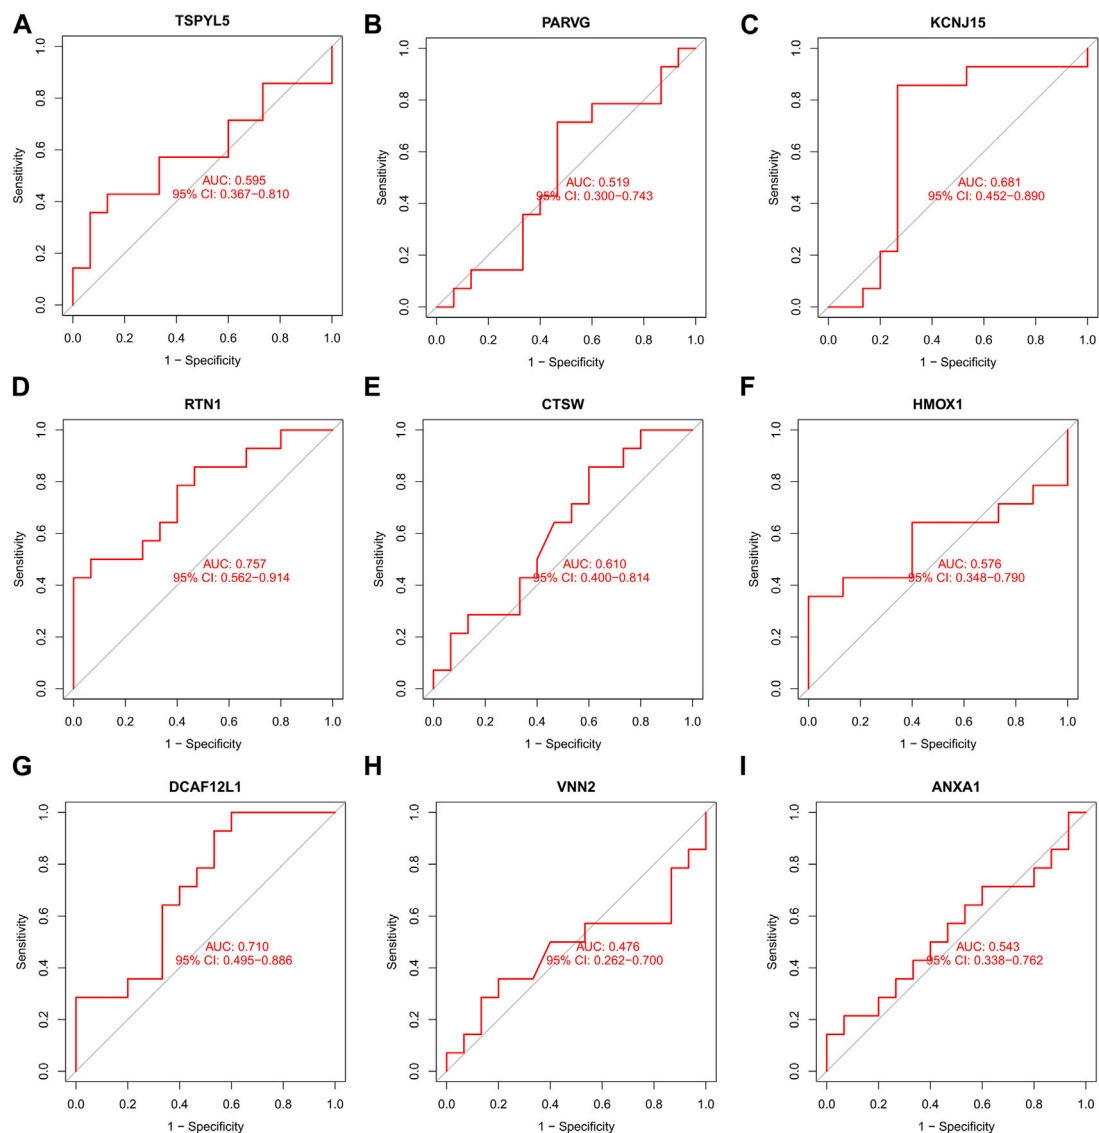 A
TSPYL5
1.0
0.8
0.6
0.4
0.2
0.0
Sensitivity
AUC: 0.595
95% CI: 0.367−0.810
0.0 0.2 0.4 0.6 0.8 1.0
1 − Specificity
B
PARVG
1.0
0.8
0.6
0.4
0.2
0.0
Sensitivity
AUC: 0.519
95% CI: 0.300−0.743
0.0 0.2 0.4 0.6 0.8 1.0
1 − Specificity
C
KCNJ15
1.0
0.8
0.6
0.4
0.2
0.0
Sensitivity
AUC: 0.681
95% CI: 0.452−0.890
0.0 0.2 0.4 0.6 0.8 1.0
1 − Specificity
D
RTN1
1.0
0.8
0.6
0.4
0.2
0.0
Sensitivity
AUC: 0.757
95% CI: 0.562−0.914
0.0 0.2 0.4 0.6 0.8 1.0
1 − Specificity
E
CTSW
1.0
0.8
0.6
0.4
0.2
0.0
Sensitivity
AUC: 0.610
95% CI: 0.400−0.814
0.0 0.2 0.4 0.6 0.8 1.0
1 − Specificity
F
HMOX1
1.0
0.8
0.6
0.4
0.2
0.0
Sensitivity
AUC: 0.576
95% CI: 0.348−0.790
0.0 0.2 0.4 0.6 0.8 1.0
1 − Specificity
G
DCAF12L1
1.0
0.8
0.6
0.4
0.2
0.0
Sensitivity
AUC: 0.710
95% CI: 0.495−0.886
0.0 0.2 0.4 0.6 0.8 1.0
1 − Specificity
H
VNN2
1.0
0.8
0.6
0.4
0.2
0.0
Sensitivity
AUC: 0.476
95% CI: 0.262−0.700
0.0 0.2 0.4 0.6 0.8 1.0
1 − Specificity
I
ANXA1
1.0
0.8
0.6
0.4
0.2
0.0
Sensitivity
AUC: 0.543
95% CI: 0.338−0.762
0.0 0.2 0.4 0.6 0.8 1.0
1 − Specificity